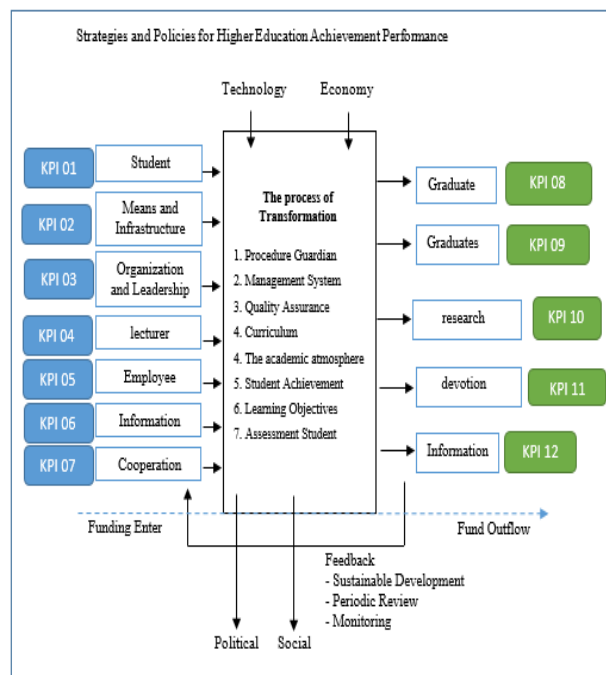 Strategies and Policies for Higher Education Achievement Performance
Technology
Economy
KPI 01
Student
KPI 02
Means and
Infrastructure
KPI 03
Organization
and Leadership
KPI 04
lecturer
KPI 05
Employee
KPI 06
Information
KPI 07
Cooperation
The process of
Transformation
1. Procedure Guardian
2. Management System
3. Quality Assurance
4. Curriculum
4. The academic atmosphere
5. Student Achievement
6. Learning Objectives
7. Assessment Student
Graduate
KPI 08
Graduates
KPI 09
research
KPI 10
devotion
KPI 11
Information
KPI 12
Funding Enter
Fund Outflow
Feedback
- Sustainable Development
- Periodic Review
- Monitoring
Political
Social